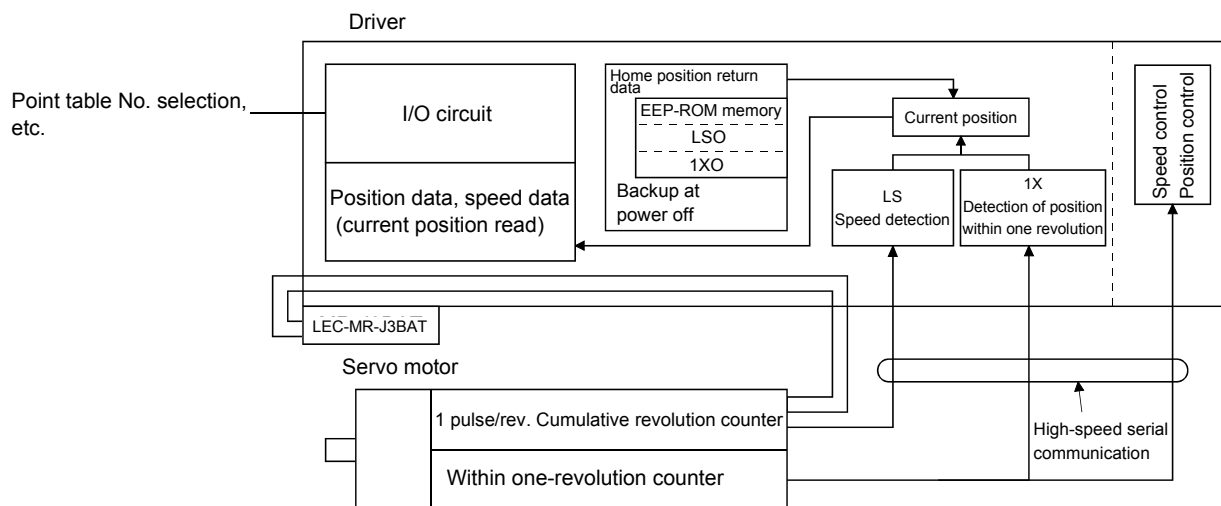 Driver
Point table No. selection,
etc.
I/O circuit
Position data, speed data
(current position read)
Home position return
data
EEP-ROM memory
LSO
1XO
Backup at
power off
Current position
LS
Speed detection
1X
Detection of position
within one revolution
Speed control
Position control
LEC-MR-J3BAT
Servo motor
1 pulse/rev. Cumulative revolution counter
Within one-revolution counter
High-speed serial
communication